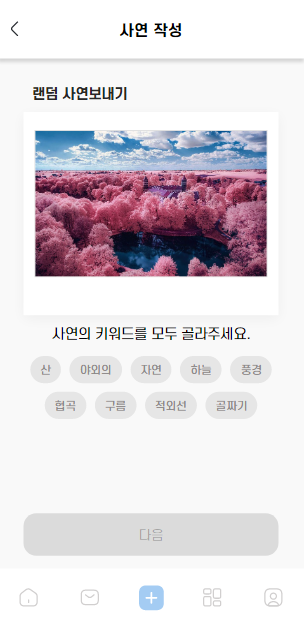 사연 작성
랜덤 사연보내기
사연의 키워드를 모두 골라주세요.
산 야외의 자연 하늘 풍경
협곡 구름 적외선 골짜기
다음